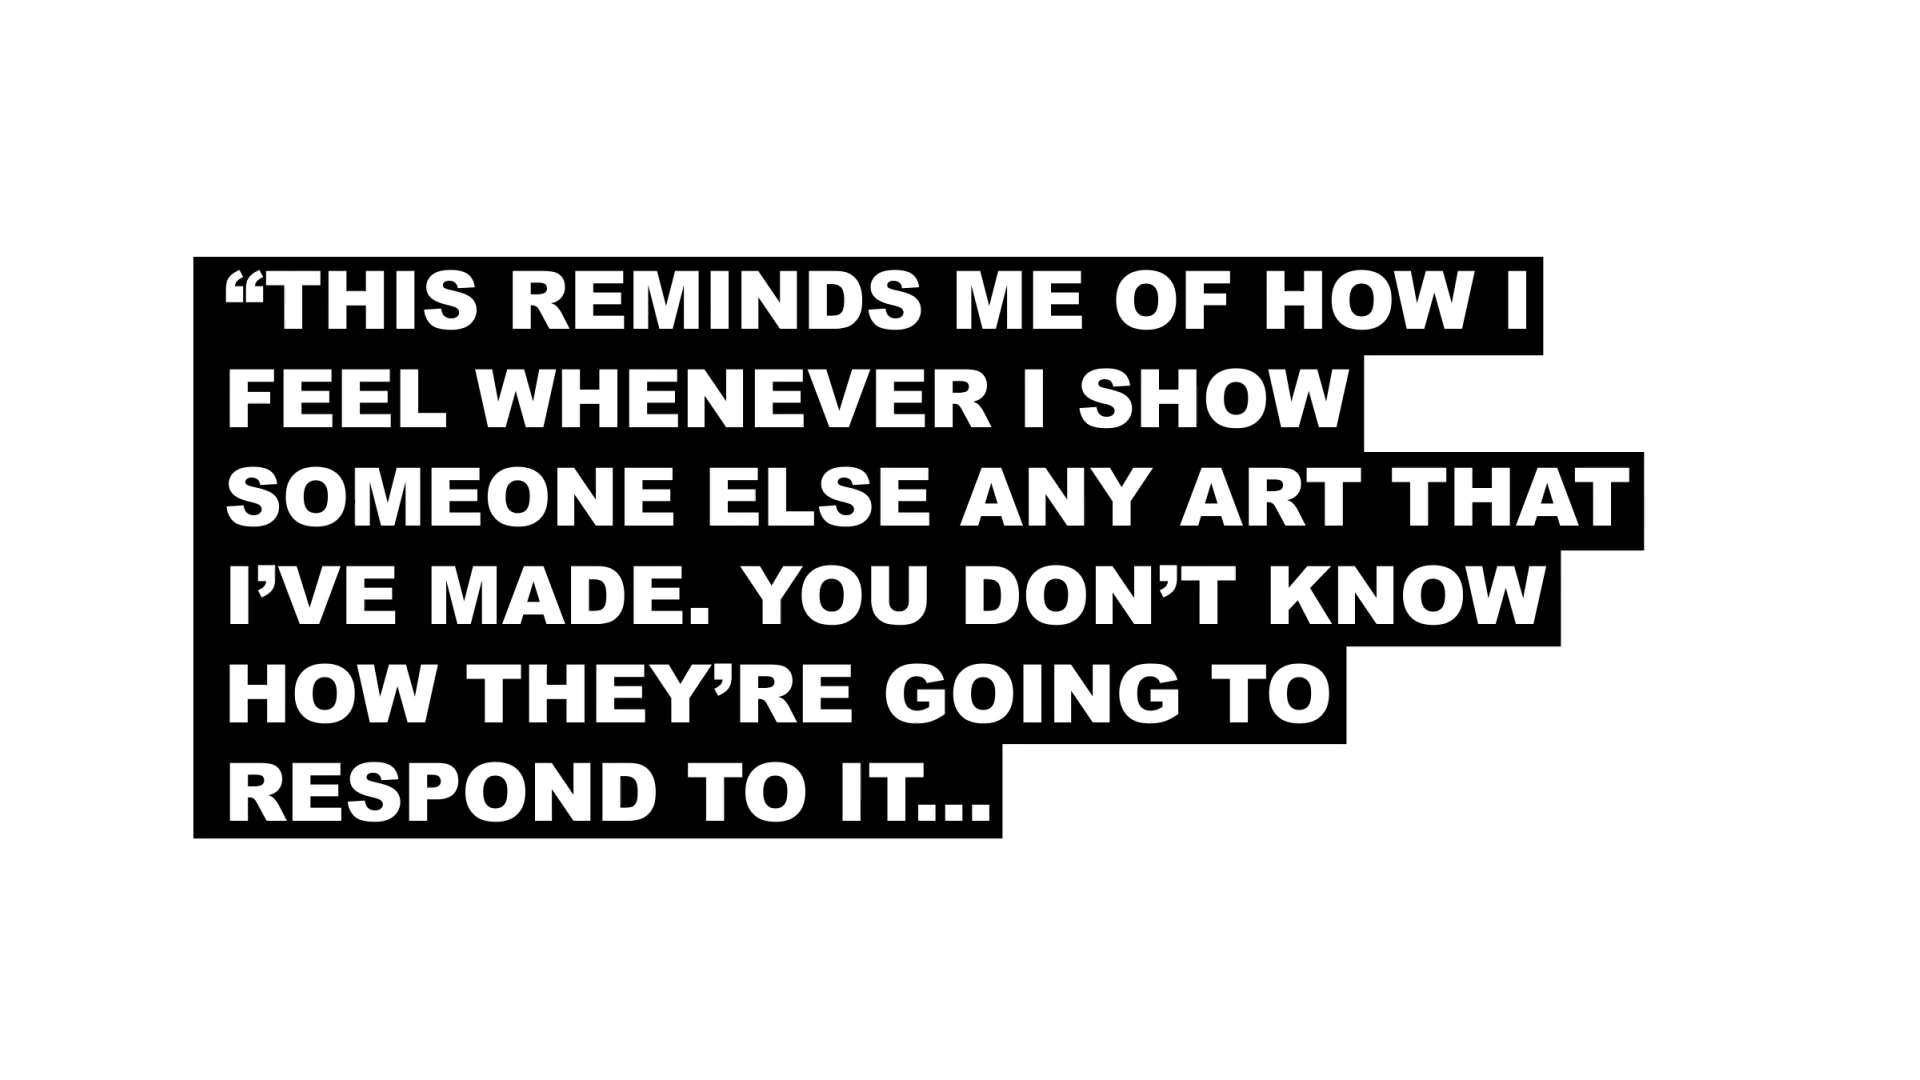 “THIS REMINDS ME OF HOW I
FEEL WHENEVER I SHOW
SOMEONE ELSE ANY ART THAT
I’VE MADE. YOU DON’T KNOW
HOW THEY’RE GOING TO
RESPOND TO IT...